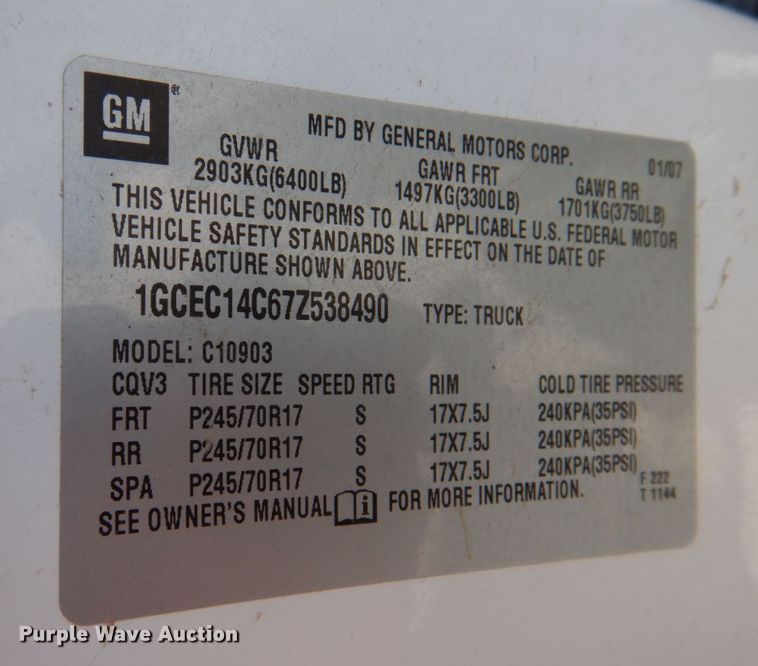 GM ®
MFD BY GENERAL MOTORS CORP. 01/07
GVWR GAWR FRT GAWR RR
2903KG(6400LB) 1497KG(3300LB) 1701KG(3750LB)
THIS VEHICLE CONFORMS TO ALL APPLICABLE U.S. FEDERAL MOTOR
VEHICLE SAFETY STANDARDS IN EFFECT ON THE DATE OF
MANUFACTURE SHOWN ABOVE.
1GCEC14C67Z538490 TYPE: TRUCK
MODEL: C10903
CQV3 TIRE SIZE SPEED RTG RIM COLD TIRE PRESSURE
FRT P245/70R17 S 17X7.5J 240KPA(35PSI)
RR P245/70R17 S 17X7.5J 240KPA(35PSI)
SPA P245/70R17 S 17X7.5J 240KPA(35PSI)
F 222
SEE OWNER'S MANUAL i FOR MORE INFORMATION. T 1144
Purple Wave Auction